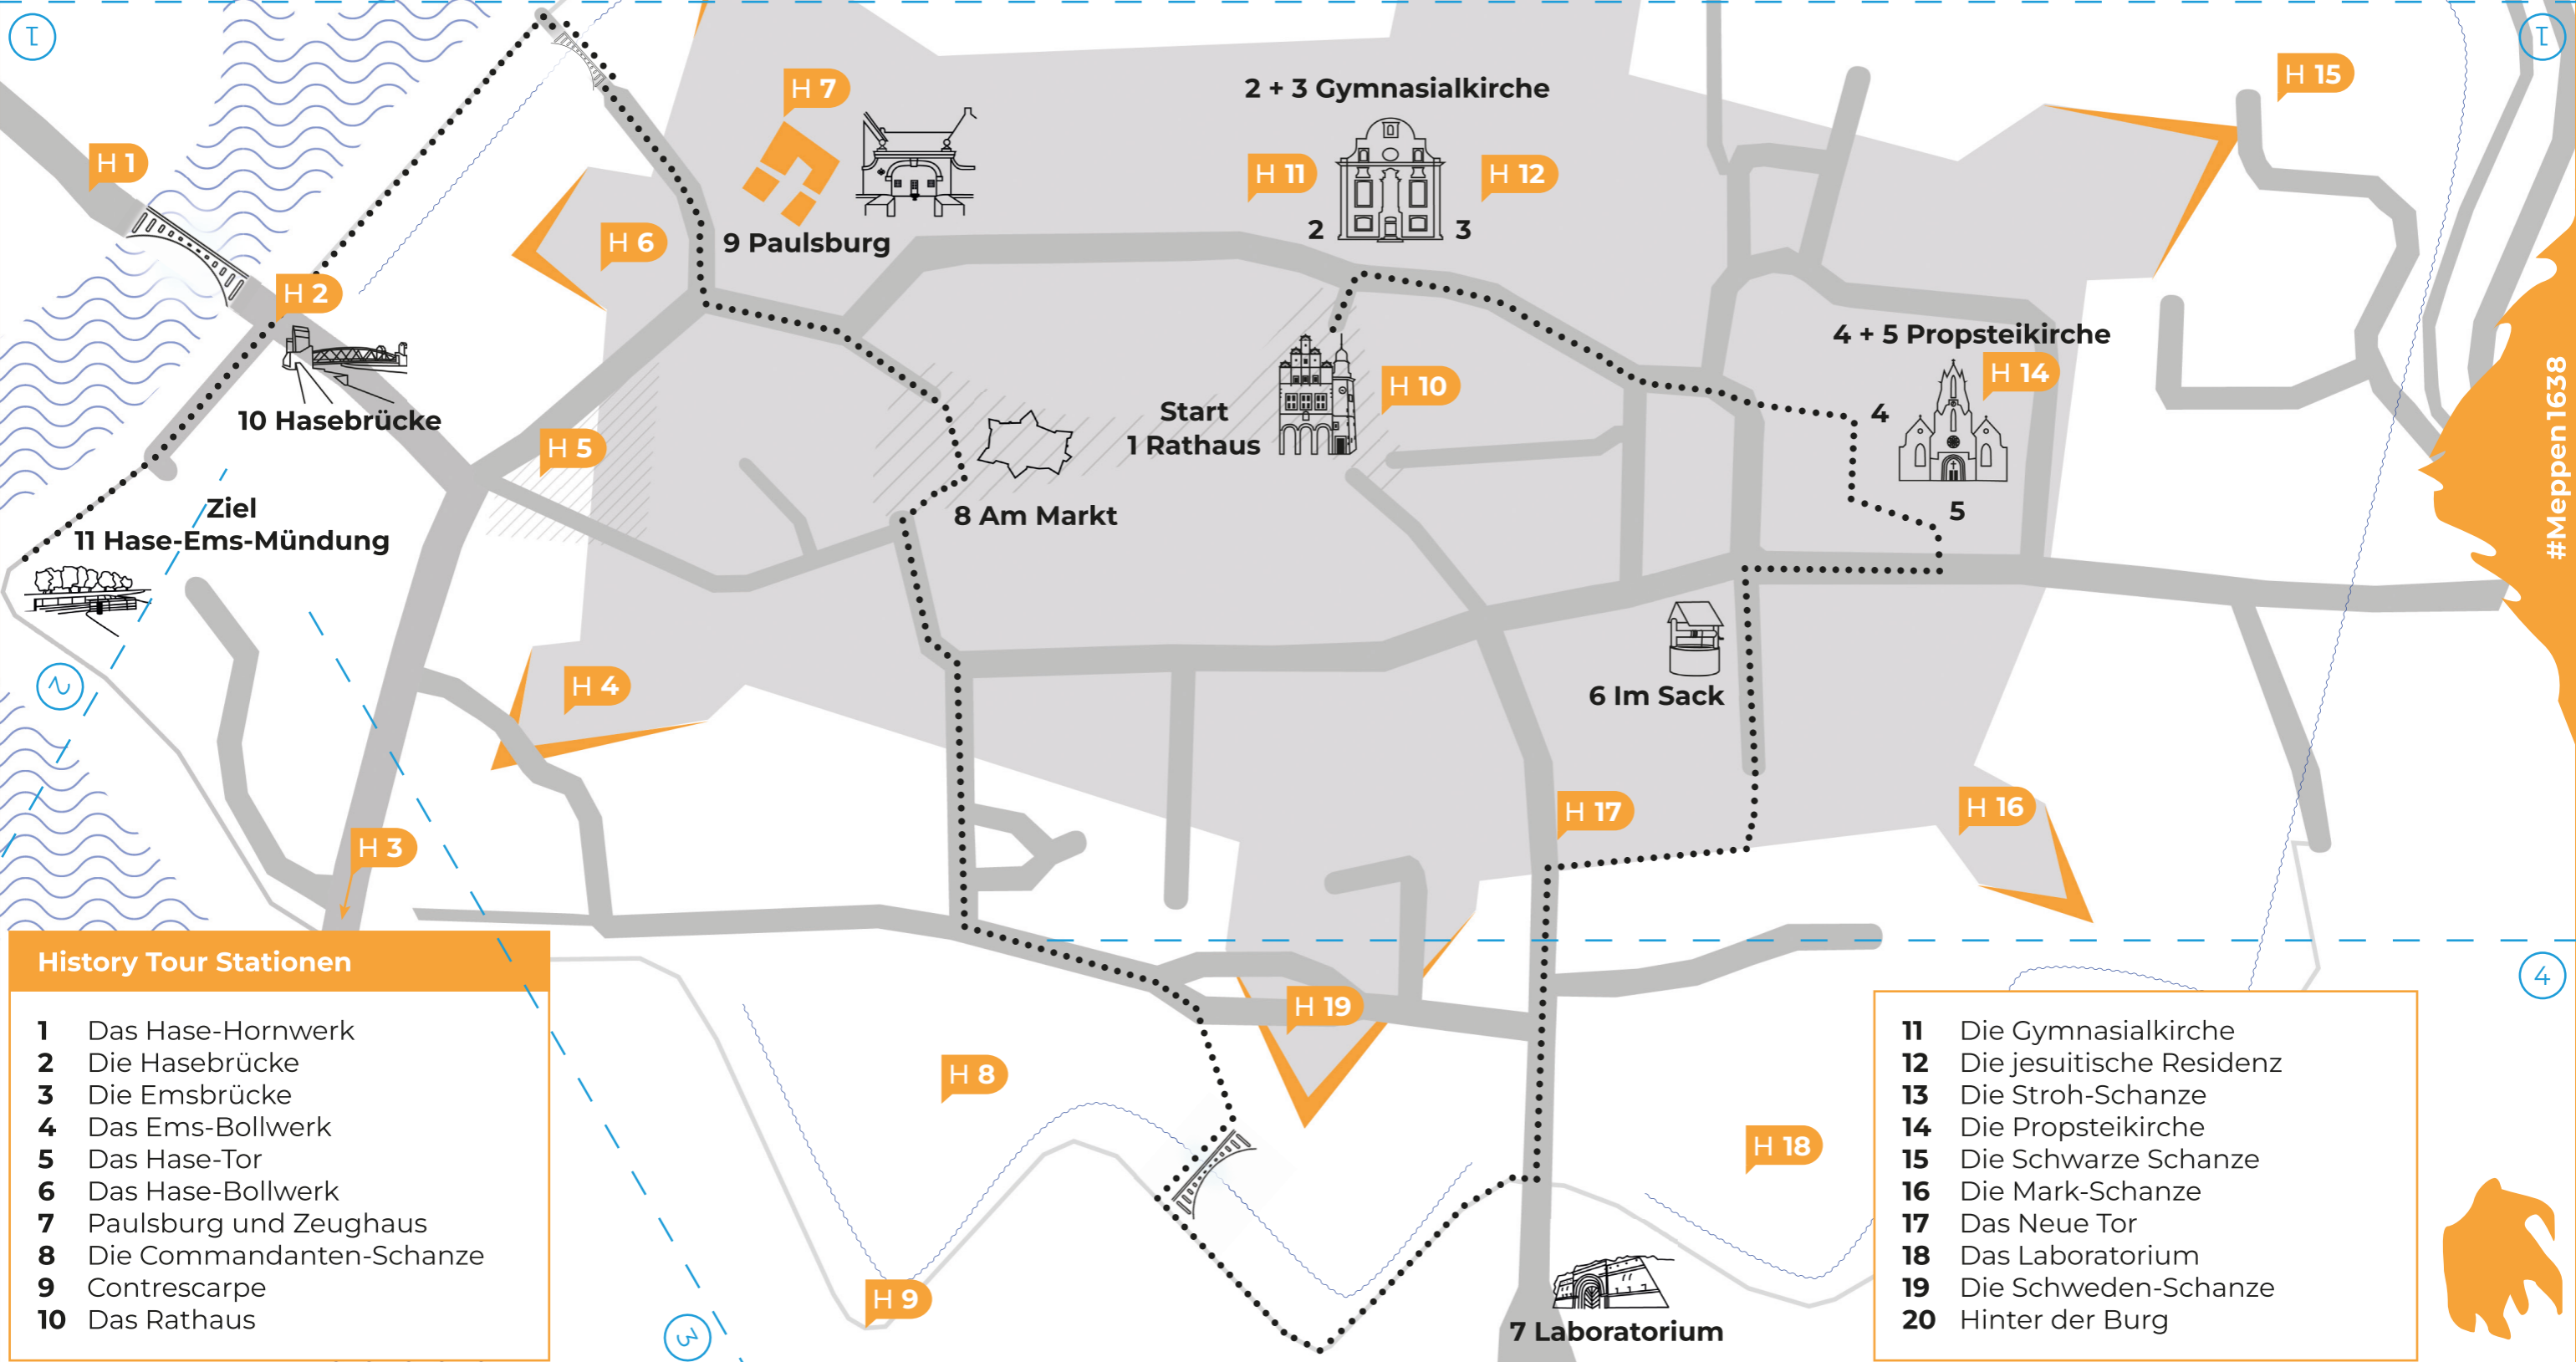 1
1
H 7
2 + 3 Gymnasialkirche
H 15
H 1
H 11
H 12
2
3
H 6
9 Paulsburg
H 2
4 + 5 Propsteikirche
H 14
10 Hasebrücke
H 10
Start
1 Rathaus
4
H 5
8 Am Markt
5
#Meppen1638
Ziel
11 Hase-Ems-Mündung
2
H 4
6 Im Sack
H 17
H 16
H 3
H 19
4
H 8
H 18
H 9
7 Laboratorium
3
History Tour Stationen
1 Das Hase-Hornwerk
2 Die Hasebrücke
3 Die Emsbrücke
4 Das Ems-Bollwerk
5 Das Hase-Tor
6 Das Hase-Bollwerk
7 Paulsburg und Zeughaus
8 Die Commandanten-Schanze
9 Contrescarpe
10 Das Rathaus
11 Die Gymnasialkirche
12 Die jesuitische Residenz
13 Die Stroh-Schanze
14 Die Propsteikirche
15 Die Schwarze Schanze
16 Die Mark-Schanze
17 Das Neue Tor
18 Das Laboratorium
19 Die Schweden-Schanze
20 Hinter der Burg